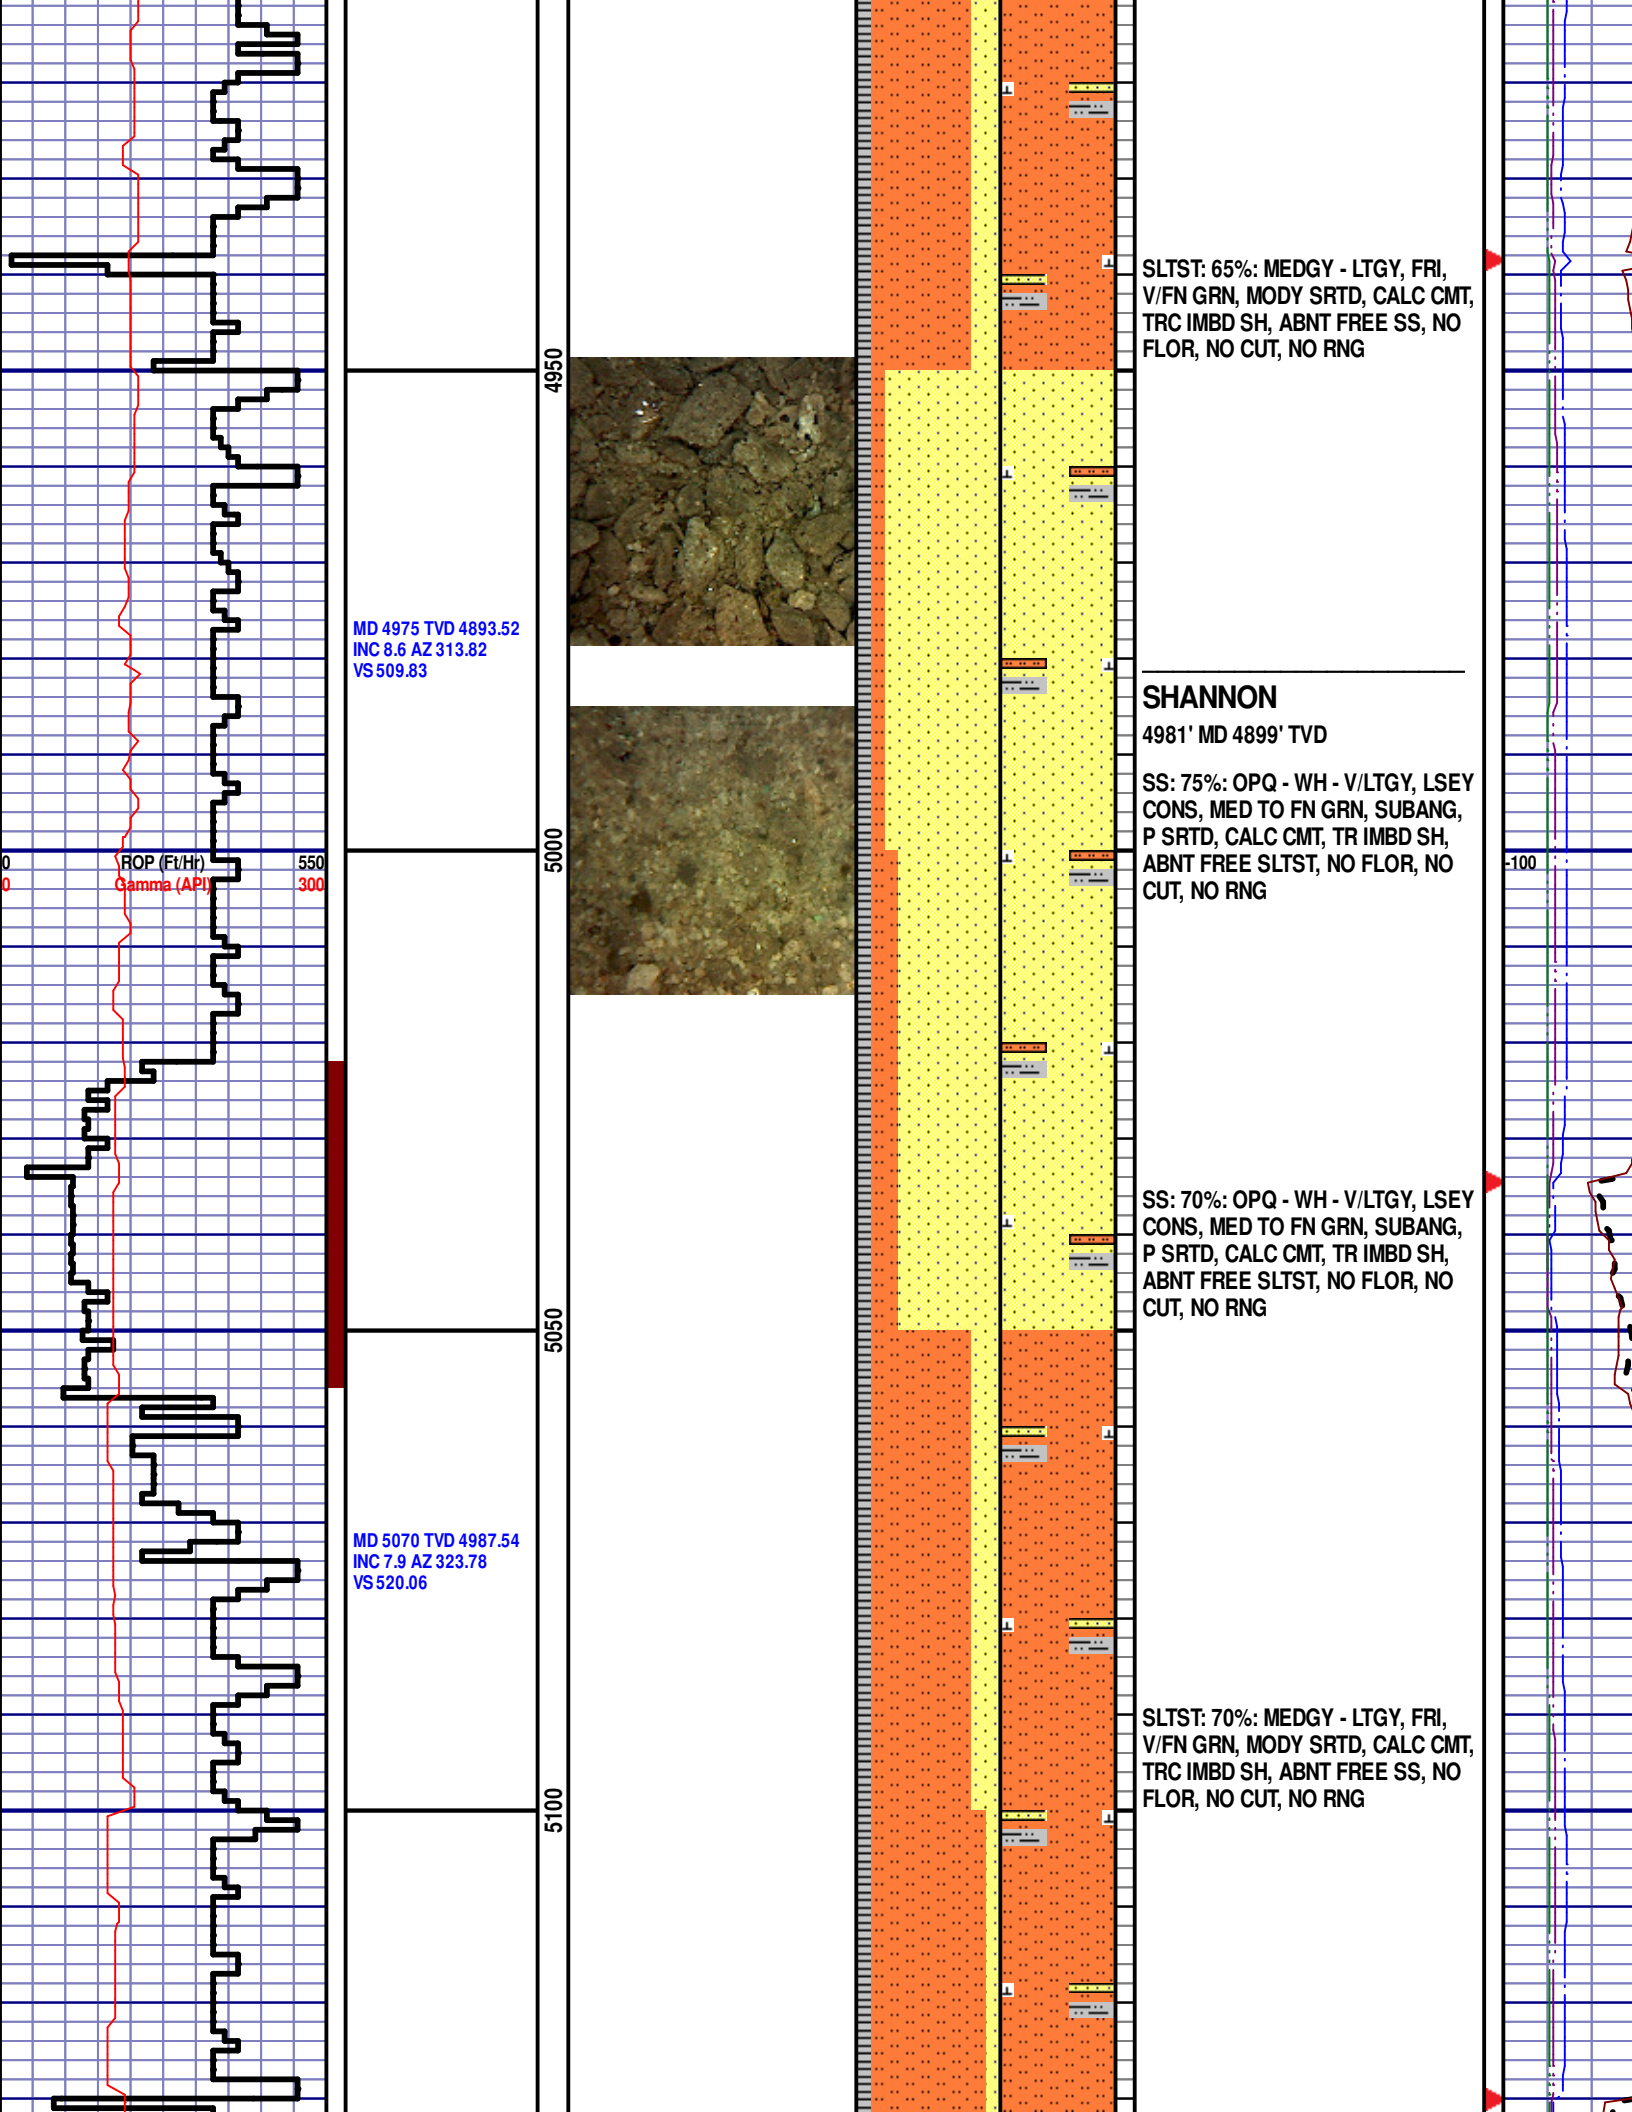 4950
SLTST: 65%: MEDGY - LTGY, FRI,
V/FN GRN, MODY SRTD, CALC CMT,
TRC IMBD SH, ABNT FREE SS, NO
FLOR, NO CUT, NO RNG
MD 4975 TVD 4893.52
INC 8.6 AZ 313.82
VS 509.83
SHANNON
4981' MD 4899' TVD
SS: 75%: OPQ - WH - V/LTGY, LSEY
CONS, MED TO FN GRN, SUBANG,
P SRTD, CALC CMT, TR IMBD SH,
ABNT FREE SLTST, NO FLOR, NO
CUT, NO RNG
0 ROP (Ft/Hr) 550
0 Gamma (API) 300
5000
-100
SS: 70%: OPQ - WH - V/LTGY, LSEY
CONS, MED TO FN GRN, SUBANG,
P SRTD, CALC CMT, TR IMBD SH,
ABNT FREE SLTST, NO FLOR, NO
CUT, NO RNG
5050
MD 5070 TVD 4987.54
INC 7.9 AZ 323.78
VS 520.06
SLTST: 70%: MEDGY - LTGY, FRI,
V/FN GRN, MODY SRTD, CALC CMT,
TRC IMBD SH, ABNT FREE SS, NO
FLOR, NO CUT, NO RNG
5100